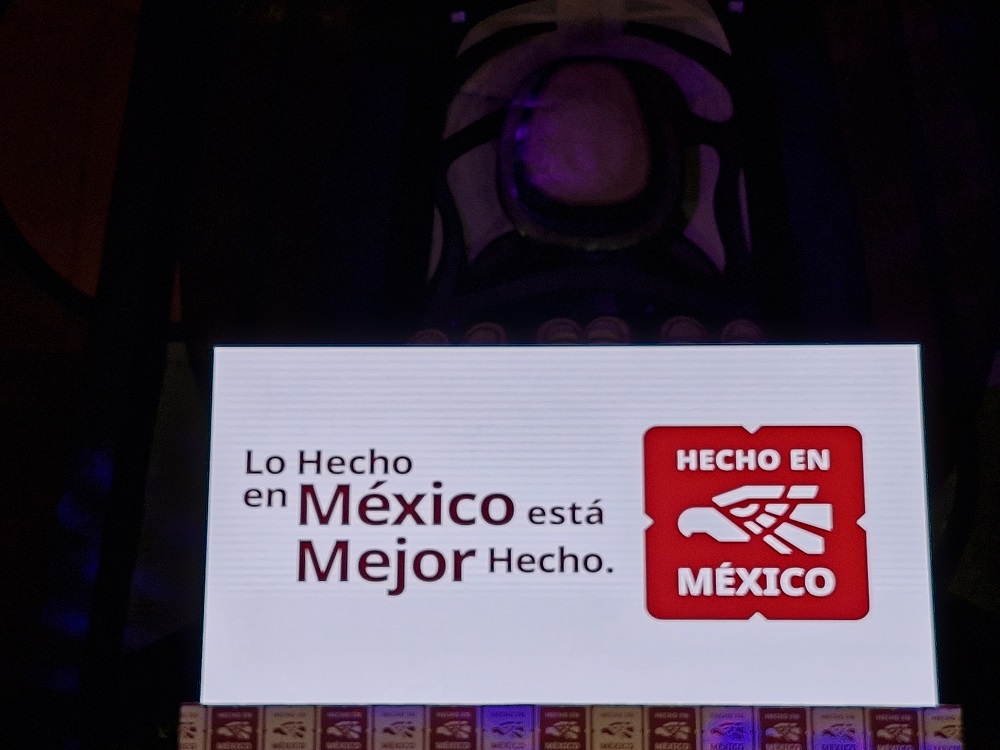 Lo Hecho
en México está
Mejor Hecho.
HECHO EN
MÉXICO